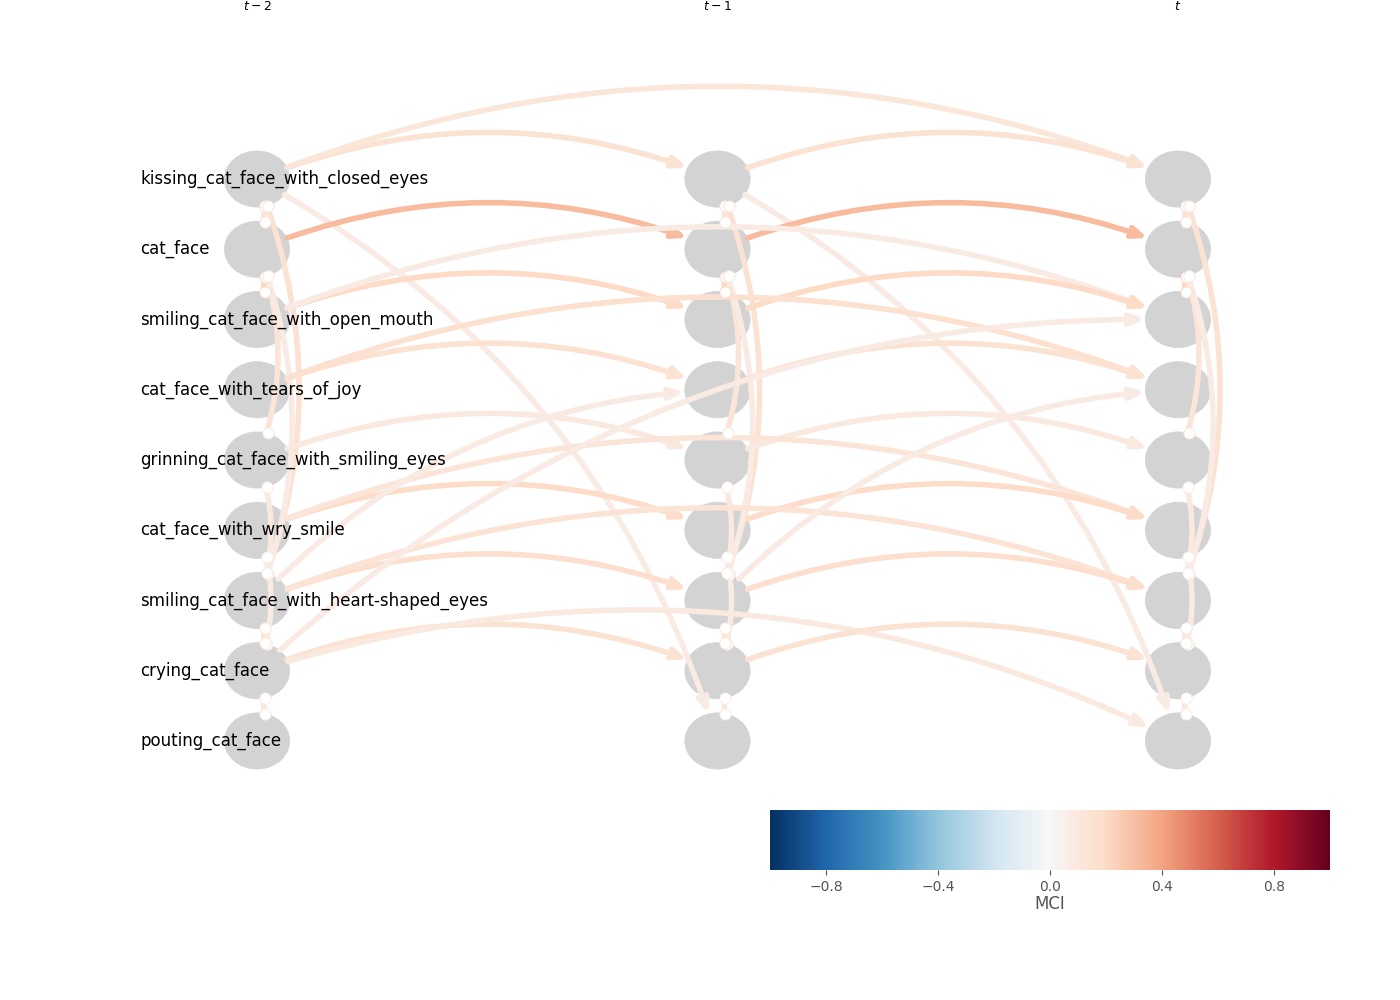 t − 2 t − 1 t
kissing_cat_face_with_closed_eyes
cat_face
smiling_cat_face_with_open_mouth
cat_face_with_tears_of_joy
grinning_cat_face_with_smiling_eyes
cat_face_with_wry_smile
smiling_cat_face_with_heart-shaped_eyes
crying_cat_face
pouting_cat_face
−0.8 −0.4 0.0 0.4 0.8
MCI